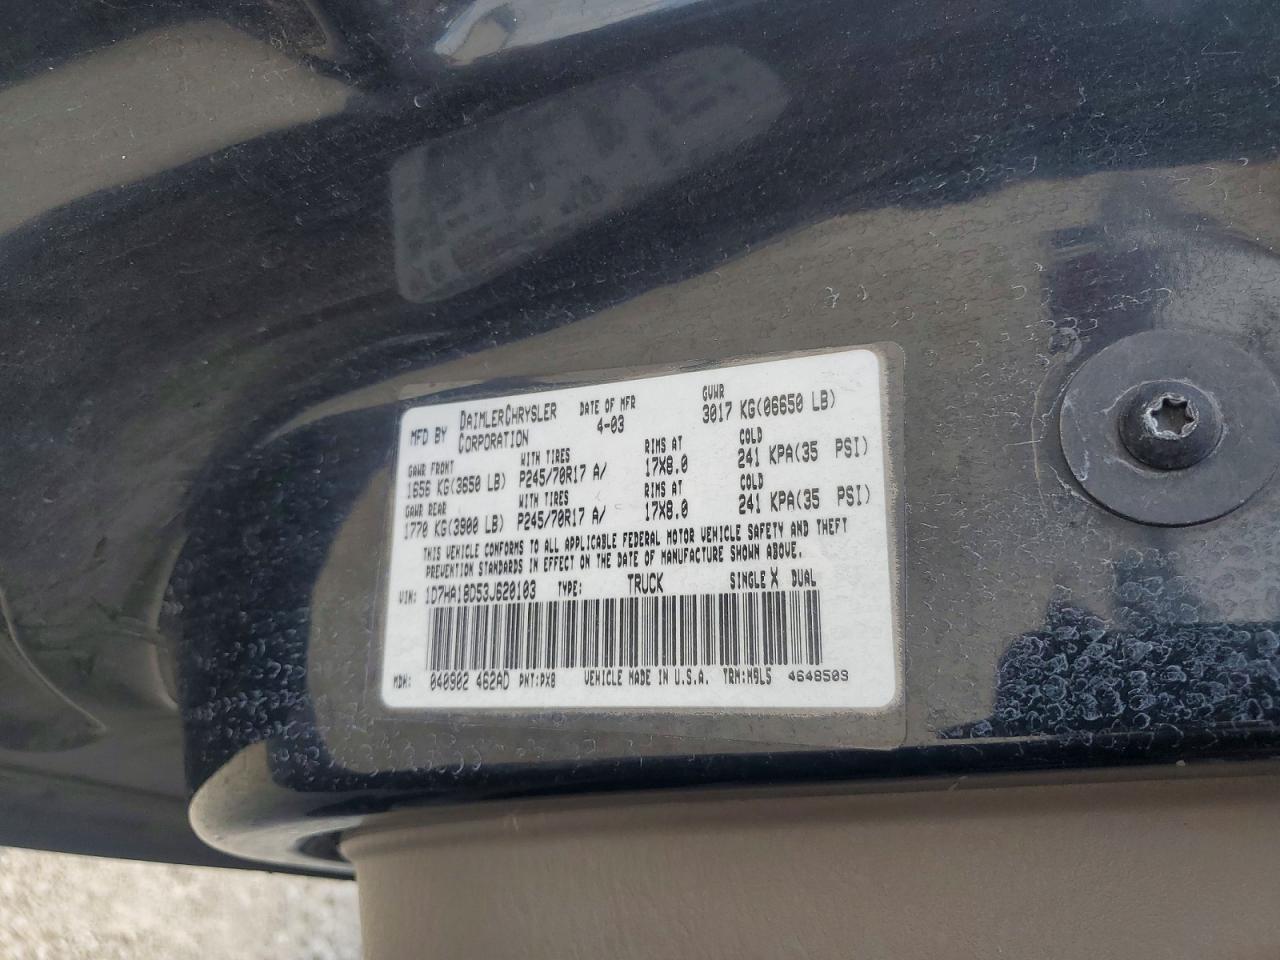 MFD BY DAIMLERCHRYSLER CORPORATION DATE OF MFR 4-03 GVWR 3017 KG(06650 LB)
GAWR FRONT WITH TIRES RIMS AT COLD
1656 KG(3650 LB) P245/70R17 A/ 17X8.0 241 KPA(35 PSI)
GAWR REAR WITH TIRES RIMS AT COLD
1770 KG(3900 LB) P245/70R17 A/ 17X8.0 241 KPA(35 PSI)
THIS VEHICLE CONFORMS TO ALL APPLICABLE FEDERAL MOTOR VEHICLE SAFETY AND THEFT
PREVENTION STANDARDS IN EFFECT ON THE DATE OF MANUFACTURE SHOWN ABOVE.
VIN: 1D7HA18D53J620103 TYPE: TRUCK SINGLE X DUAL
MDH: 040902 462AD PNT:PX8 VEHICLE MADE IN U.S.A. TRM:M9L5 4648509